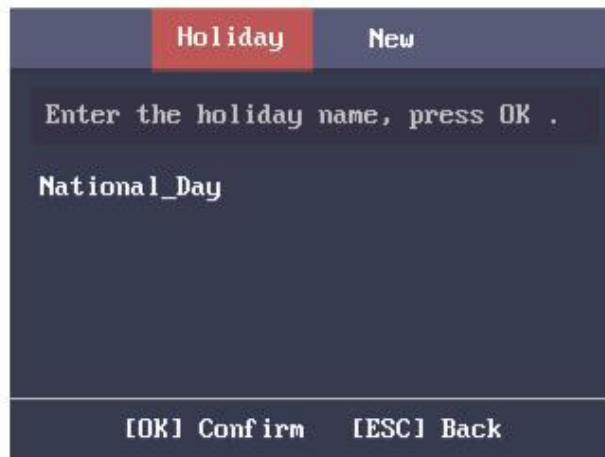 Holiday New
Enter the holiday name, press OK .
National_Day
[OK] Confirm [ESC] Back